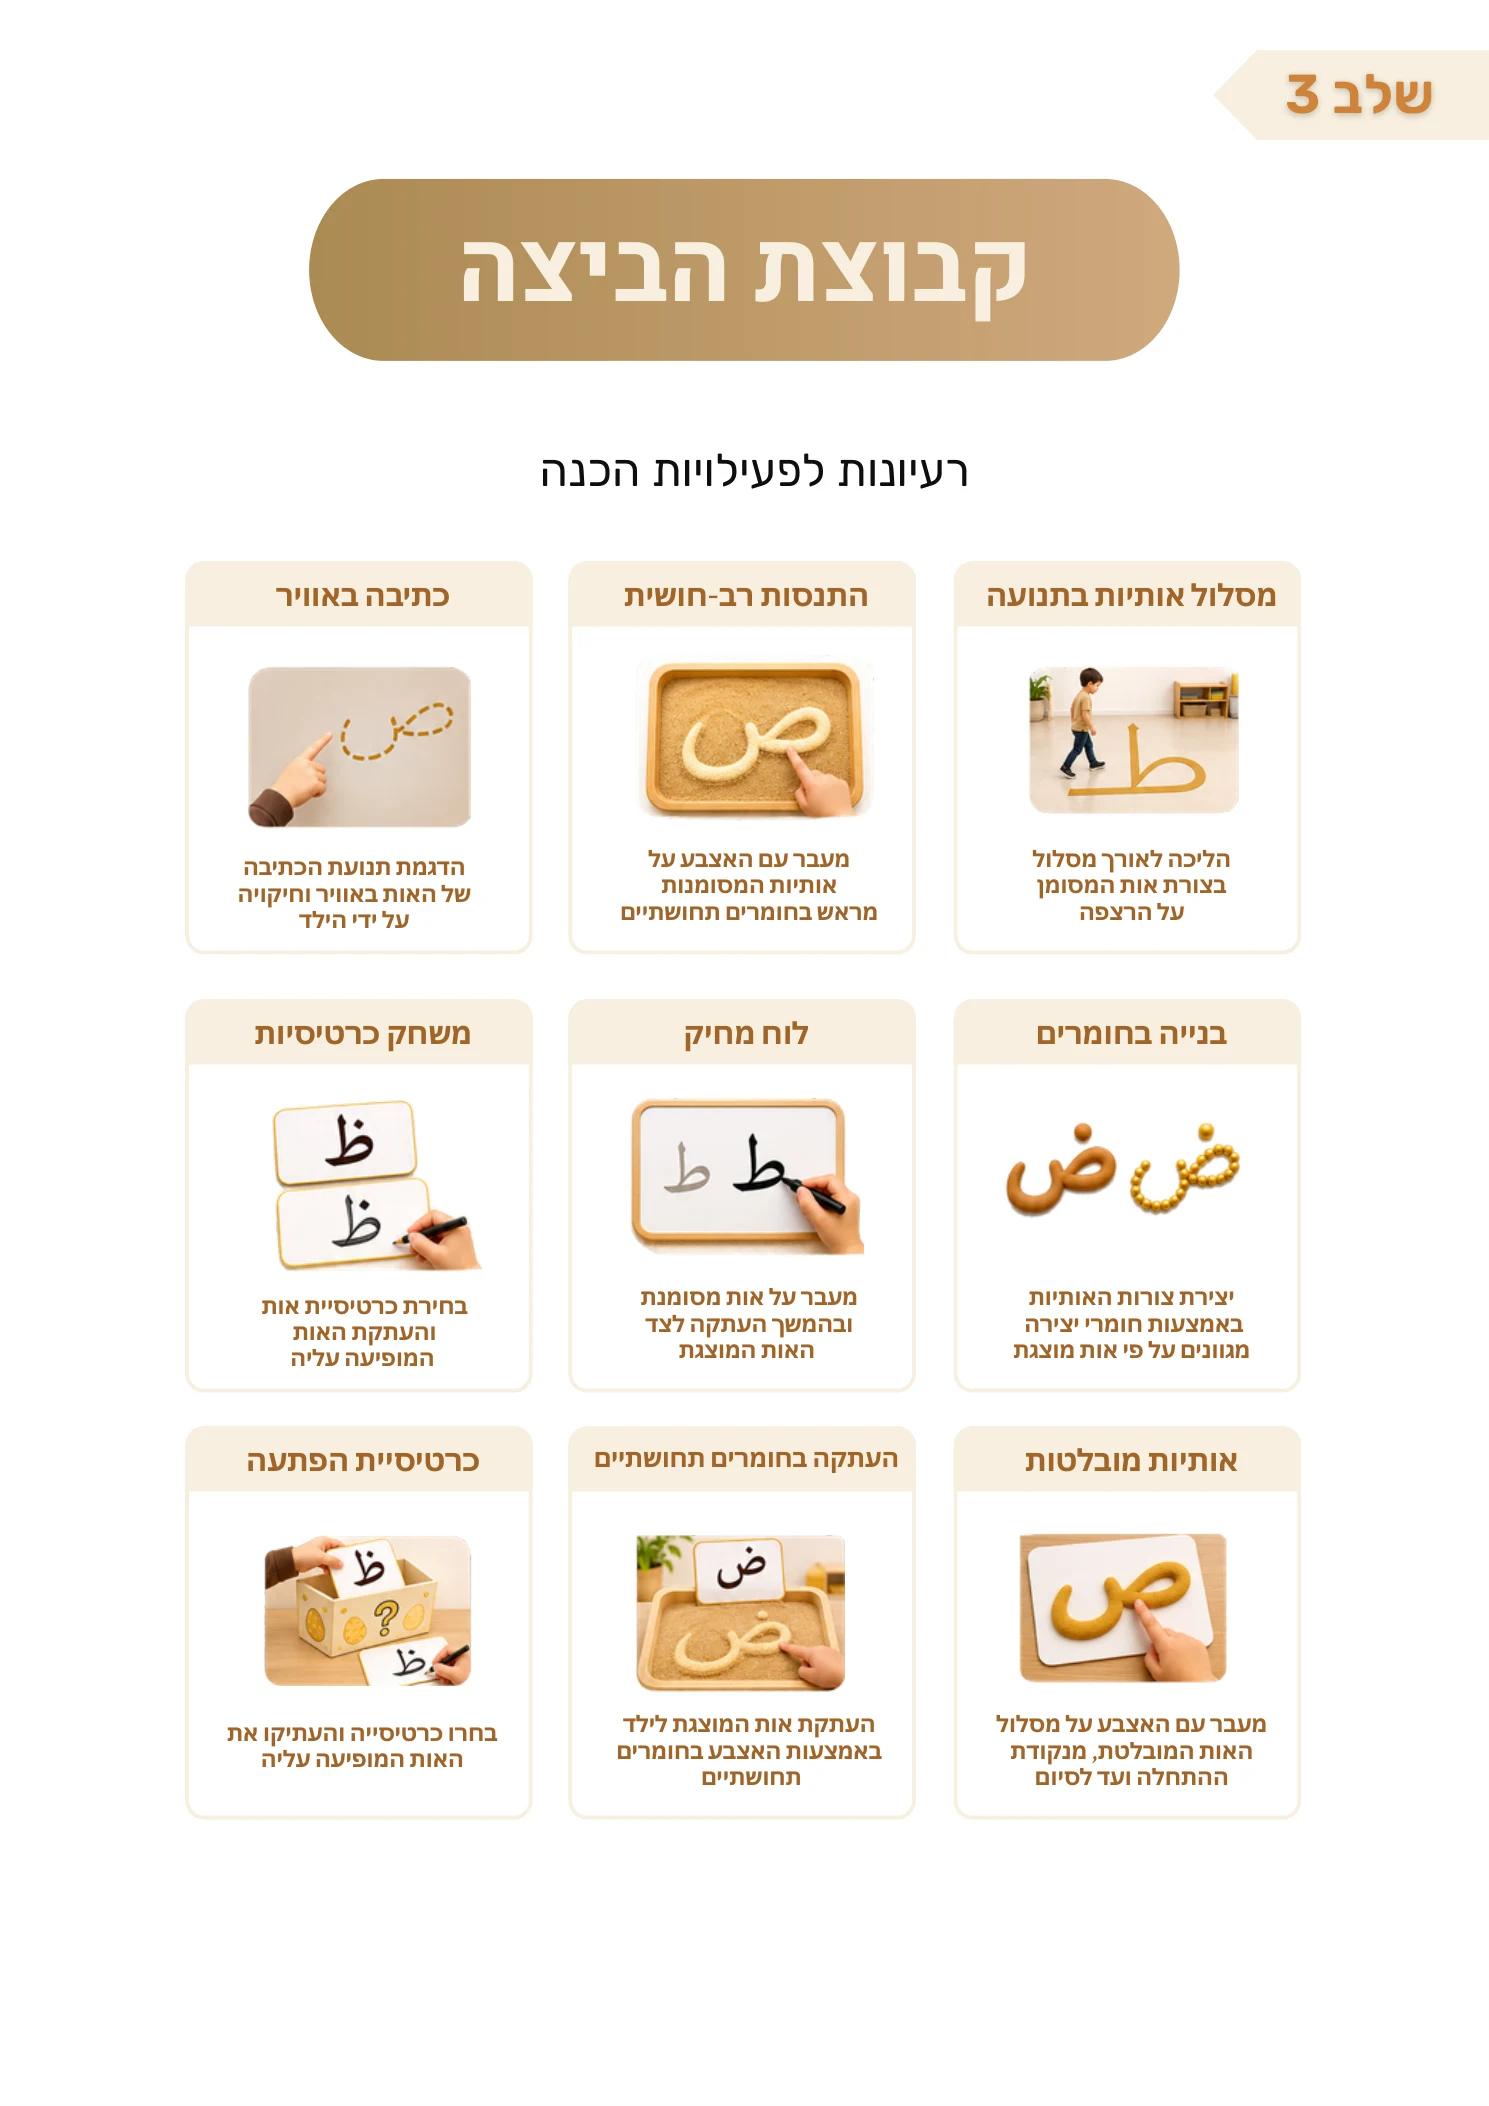 שלב 3
קבוצת הביצה
רעיונות לפעילויות הכנה
מסלול אותיות בתנועה
ط
הליכה לאורך מסלול
בצורת אות המסומן
על הרצפה
התנסות רב-חושית
ص
מעבר עם האצבע על
אותיות המסומנות
מראש בחומרים תחושתיים
כתיבה באוויר
ص
הדגמת תנועת הכתיבה
של האות באוויר וחיקויה
על ידי הילד
בנייה בחומרים
ض ض
יצירת צורות האותיות
באמצעות חומרי יצירה
מגוונים על פי אות מוצגת
לוח מחיק
ط ط
מעבר על אות מסומנת
ובהמשך העתקה לצד
האות המוצגת
משחק כרטיסיות
ظ
ظ
בחירת כרטיסיית אות
והעתקת האות
המופיעה עליה
אותיות מובלטות
ص
מעבר עם האצבע על מסלול
האות המובלטת, מנקודת
ההתחלה ועד לסיום
העתקה בחומרים תחושתיים
ض
ض
העתקת אות המוצגת לילד
באמצעות האצבע בחומרים
תחושתיים
כרטיסיית הפתעה
ظ
?
ظ
בחרו כרטיסייה והעתיקו את
האות המופיעה עליה